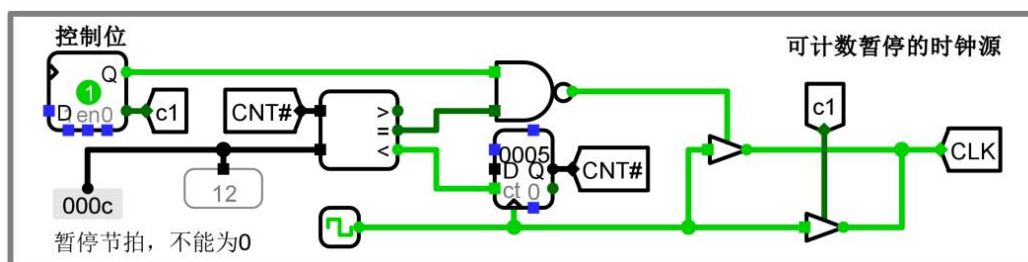 控制位
可计数暂停的时钟源
Q
1
D 1 en0
c1
CNT#
>
=
<
c1
0005
D Q
ct 0
CNT#
CLK
000c
12
暂停节拍，不能为0